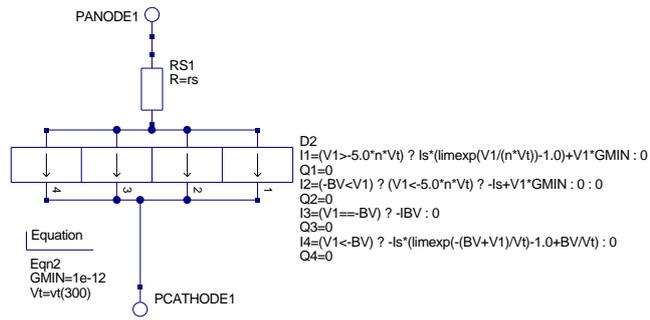 PANODE1
RS1
R=rs
4
3
2
1
D2
I1=(V1>-5.0*n*Vt) ? Is*(limexp(V1/(n*Vt))-1.0)+V1*GMIN : 0
Q1=0
I2=(-BV<V1) ? (V1<-5.0*n*Vt) ? -Is+V1*GMIN : 0 : 0
Q2=0
I3=(V1==-BV) ? -IBV : 0
Q3=0
I4=(V1<-BV) ? -Is*(limexp(-(BV+V1)/Vt)-1.0+BV/Vt) : 0
Q4=0
Equation
Eqn2
GMIN=1e-12
Vt=vt(300)
PCATHODE1